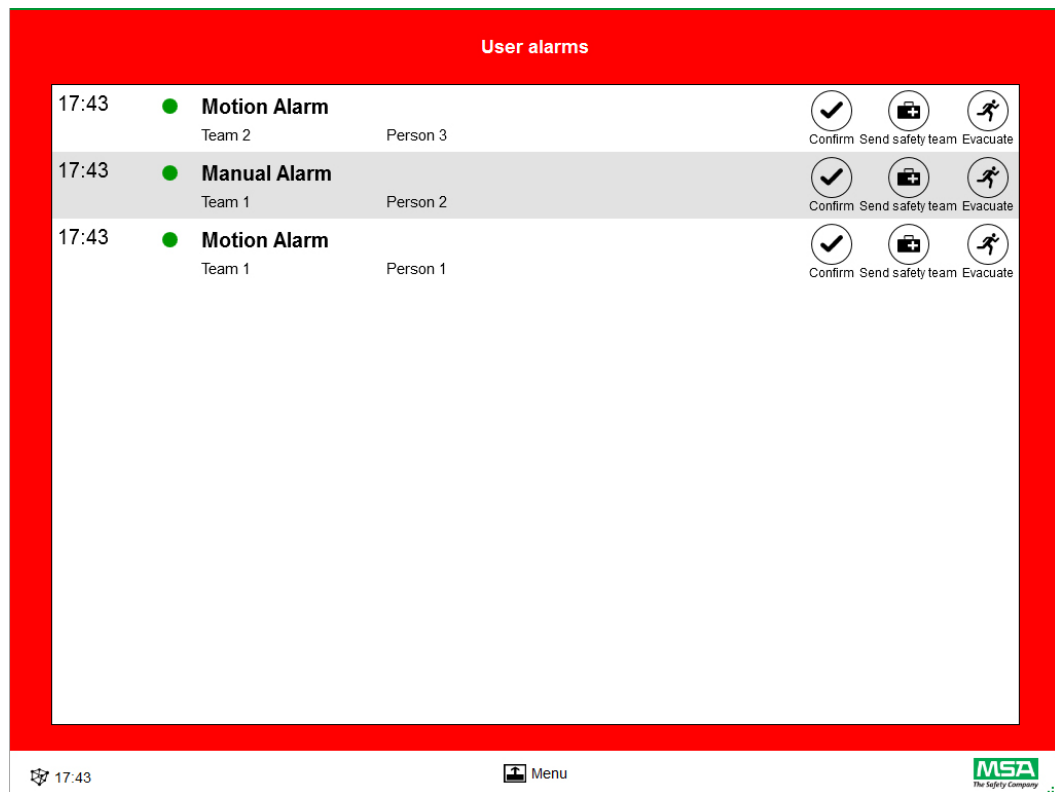 User alarms
17:43 Motion Alarm
Team 2 Person 3
Confirm Send safety team Evacuate
17:43 Manual Alarm
Team 1 Person 2
Confirm Send safety team Evacuate
17:43 Motion Alarm
Team 1 Person 1
Confirm Send safety team Evacuate
17:43 Menu MSA
The Safety Company